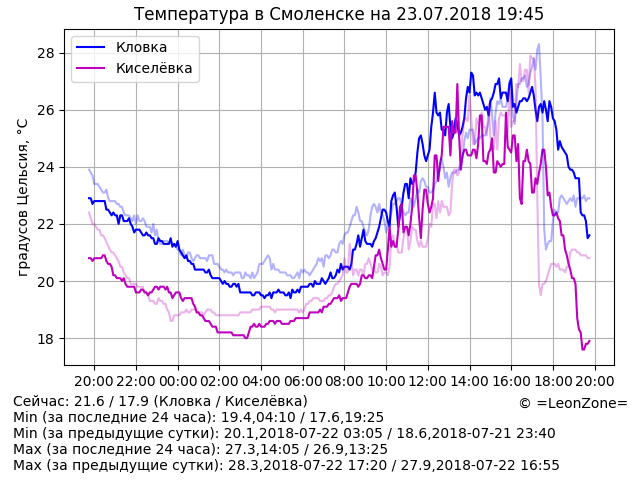 Температура в Смоленске на 23.07.2018 19:45
Кловка
Киселёвка
градусов Цельсия, °C
28
26
24
22
20
18
20:00 22:00 00:00 02:00 04:00 06:00 08:00 10:00 12:00 14:00 16:00 18:00 20:00
Сейчас: 21.6 / 17.9 (Кловка / Киселёвка)
© =LeonZone=
Min (за последние 24 часа): 19.4,04:10 / 17.6,19:25
Min (за предыдущие сутки): 20.1,2018-07-22 03:05 / 18.6,2018-07-21 23:40
Max (за последние 24 часа): 27.3,14:05 / 26.9,13:25
Max (за предыдущие сутки): 28.3,2018-07-22 17:20 / 27.9,2018-07-22 16:55